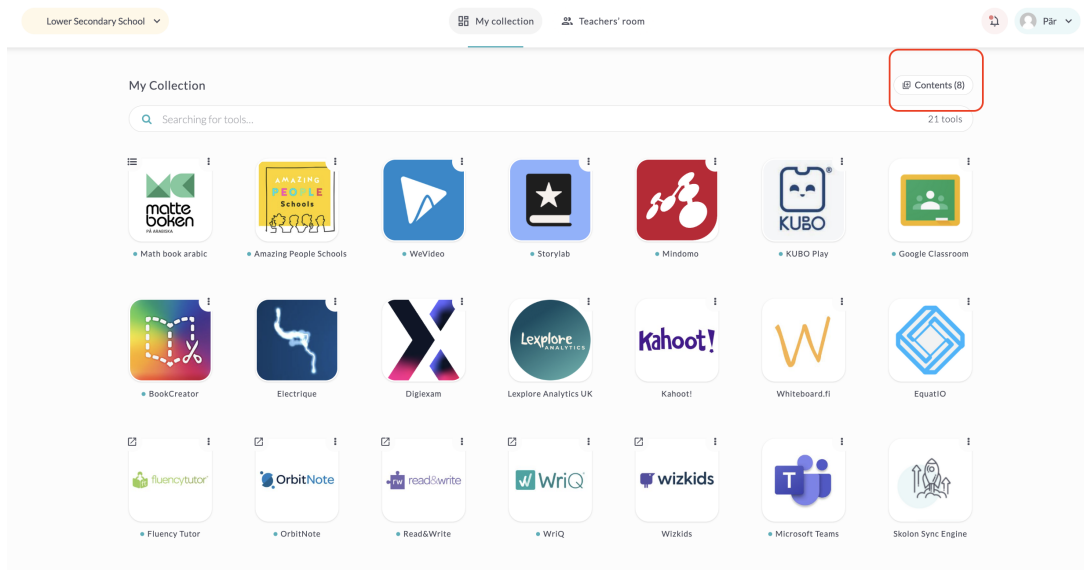 Lower Secondary School
My collection
Teachers' room
Pär
My Collection
Contents (8)
Searching for tools...
21 tools
matte
boken
PÅ ARABISKA
AMAZING
PEOPLE
Schools
KUBO®
Math book arabic
Amazing People Schools
WeVideo
Storylab
Mindomo
KUBO Play
Google Classroom
Lexplore
ANALYTICS
Kahoot!
BookCreator
Electrique
Digiexam
Lexplore Analytics UK
Kahoot!
Whiteboard.fi
EquatIO
fluencytutor
OrbitNote
rw read&write
W WriQ
wizkids
T
Fluency Tutor
OrbitNote
Read&Write
WriQ
Wizkids
Microsoft Teams
Skolon Sync Engine